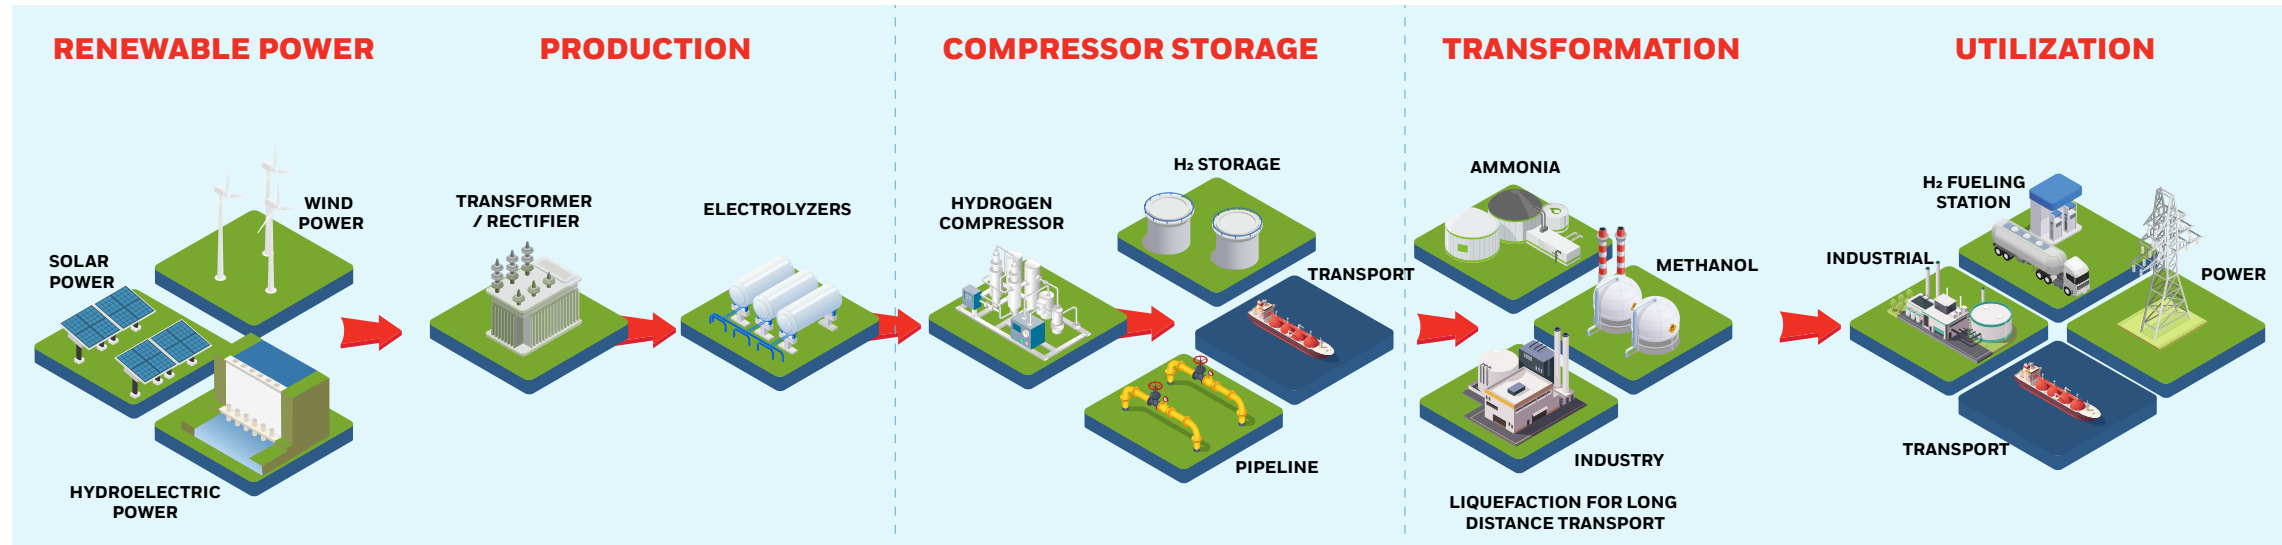 RENEWABLE POWER
PRODUCTION
COMPRESSOR STORAGE
TRANSFORMATION
UTILIZATION
WIND
POWER
SOLAR
POWER
HYDROELECTRIC
POWER
TRANSFORMER
/ RECTIFIER
ELECTROLYZERS
HYDROGEN
COMPRESSOR
H₂ STORAGE
TRANSPORT
PIPELINE
AMMONIA
METHANOL
INDUSTRY
LIQUEFACTION FOR LONG
DISTANCE TRANSPORT
H₂ FUELING
STATION
INDUSTRIAL
POWER
TRANSPORT